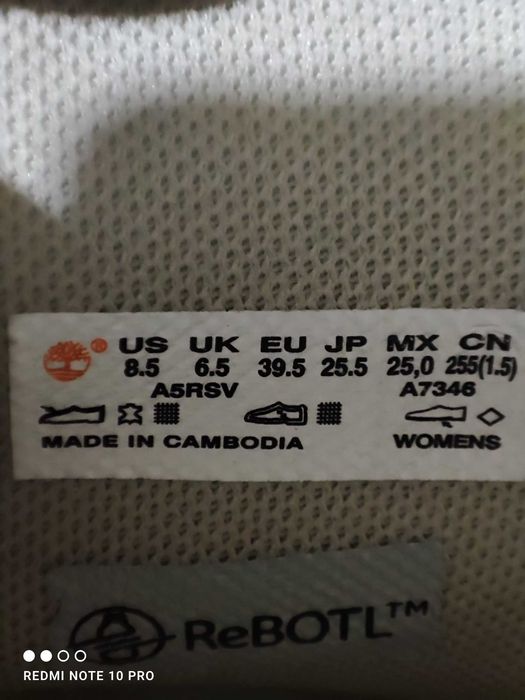 US UK EU JP MX CN
8.5 6.5 39.5 25.5 25,0 255(1.5)
A5RSV A7346
MADE IN CAMBODIA WOMENS
ReBOTL™
REDMI NOTE 10 PRO